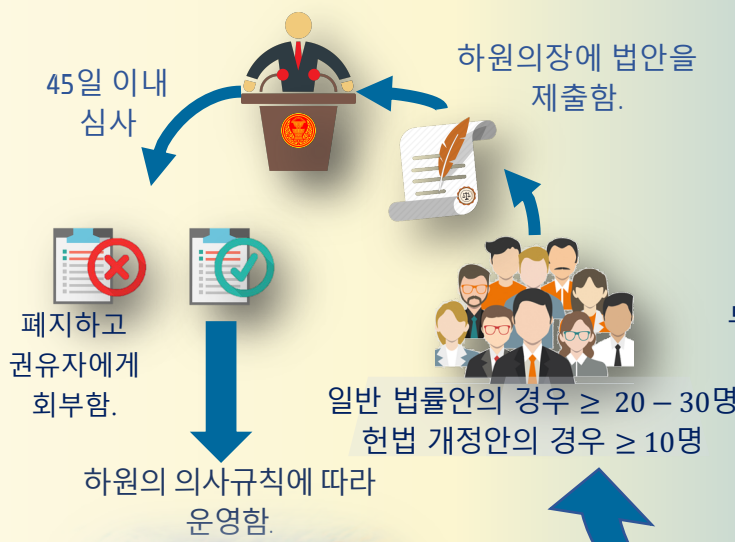 45일 이내
심사
하원의장에 법안을
제출함.
폐지하고
권유자에게
회부함.
일반 법률안의 경우 ≥ 20 – 30명
헌법 개정안의 경우 ≥ 10명
하원의 의사규칙에 따라
운영함.